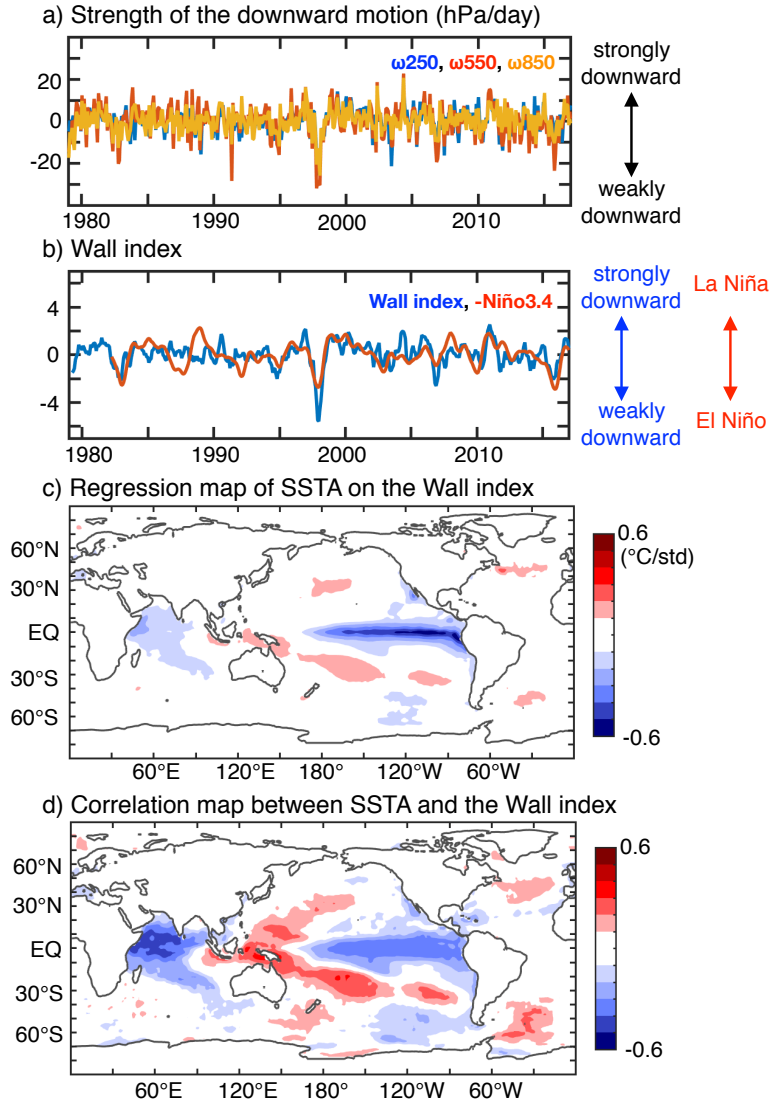 a) Strength of the downward motion (hPa/day)
ω250, ω550, ω850
20
0
-20
1980 1990 2000 2010
strongly
downward
weakly
downward
b) Wall index
Wall index, -Niño3.4
4
0
-4
1980 1990 2000 2010
strongly
downward
weakly
downward
La Niña
El Niño
c) Regression map of SSTA on the Wall index
60°N
30°N
EQ
30°S
60°S
60°E 120°E 180° 120°W 60°W
0.6
(°C/std)
-0.6
d) Correlation map between SSTA and the Wall index
60°N
30°N
EQ
30°S
60°S
60°E 120°E 180° 120°W 60°W
0.6
-0.6